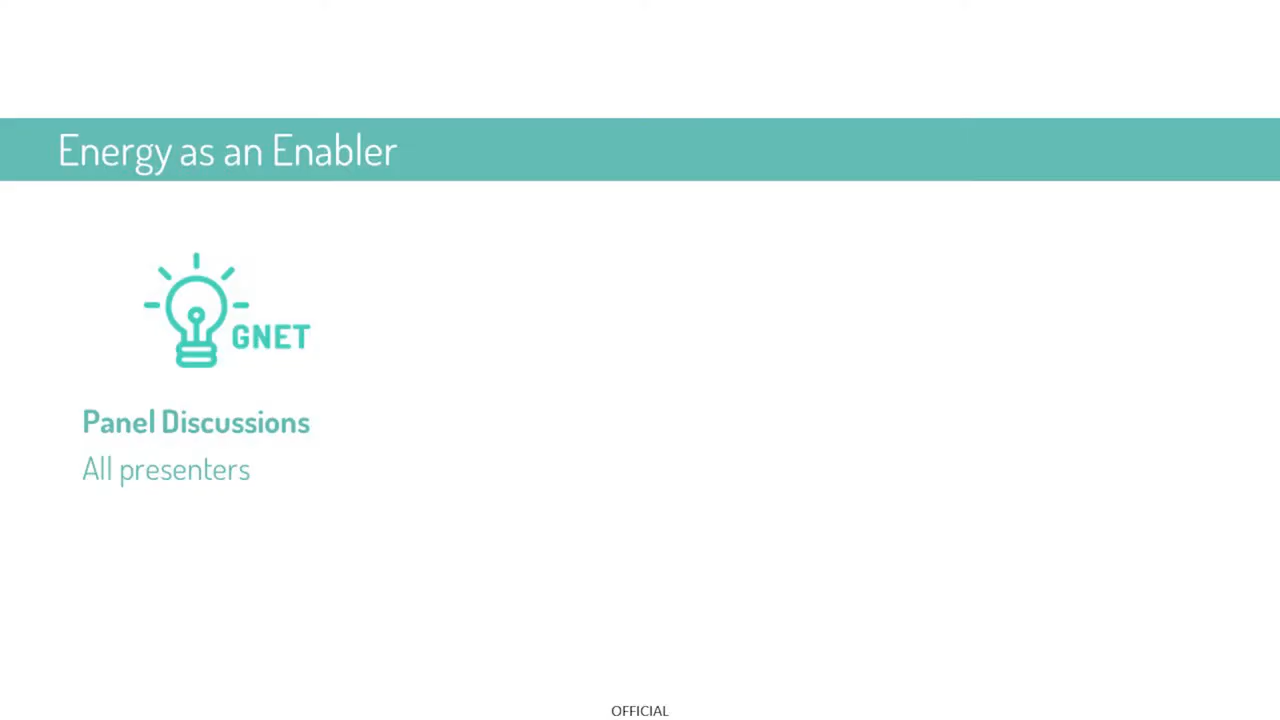 Energy as an Enabler
GNET
Panel Discussions
All presenters
OFFICIAL